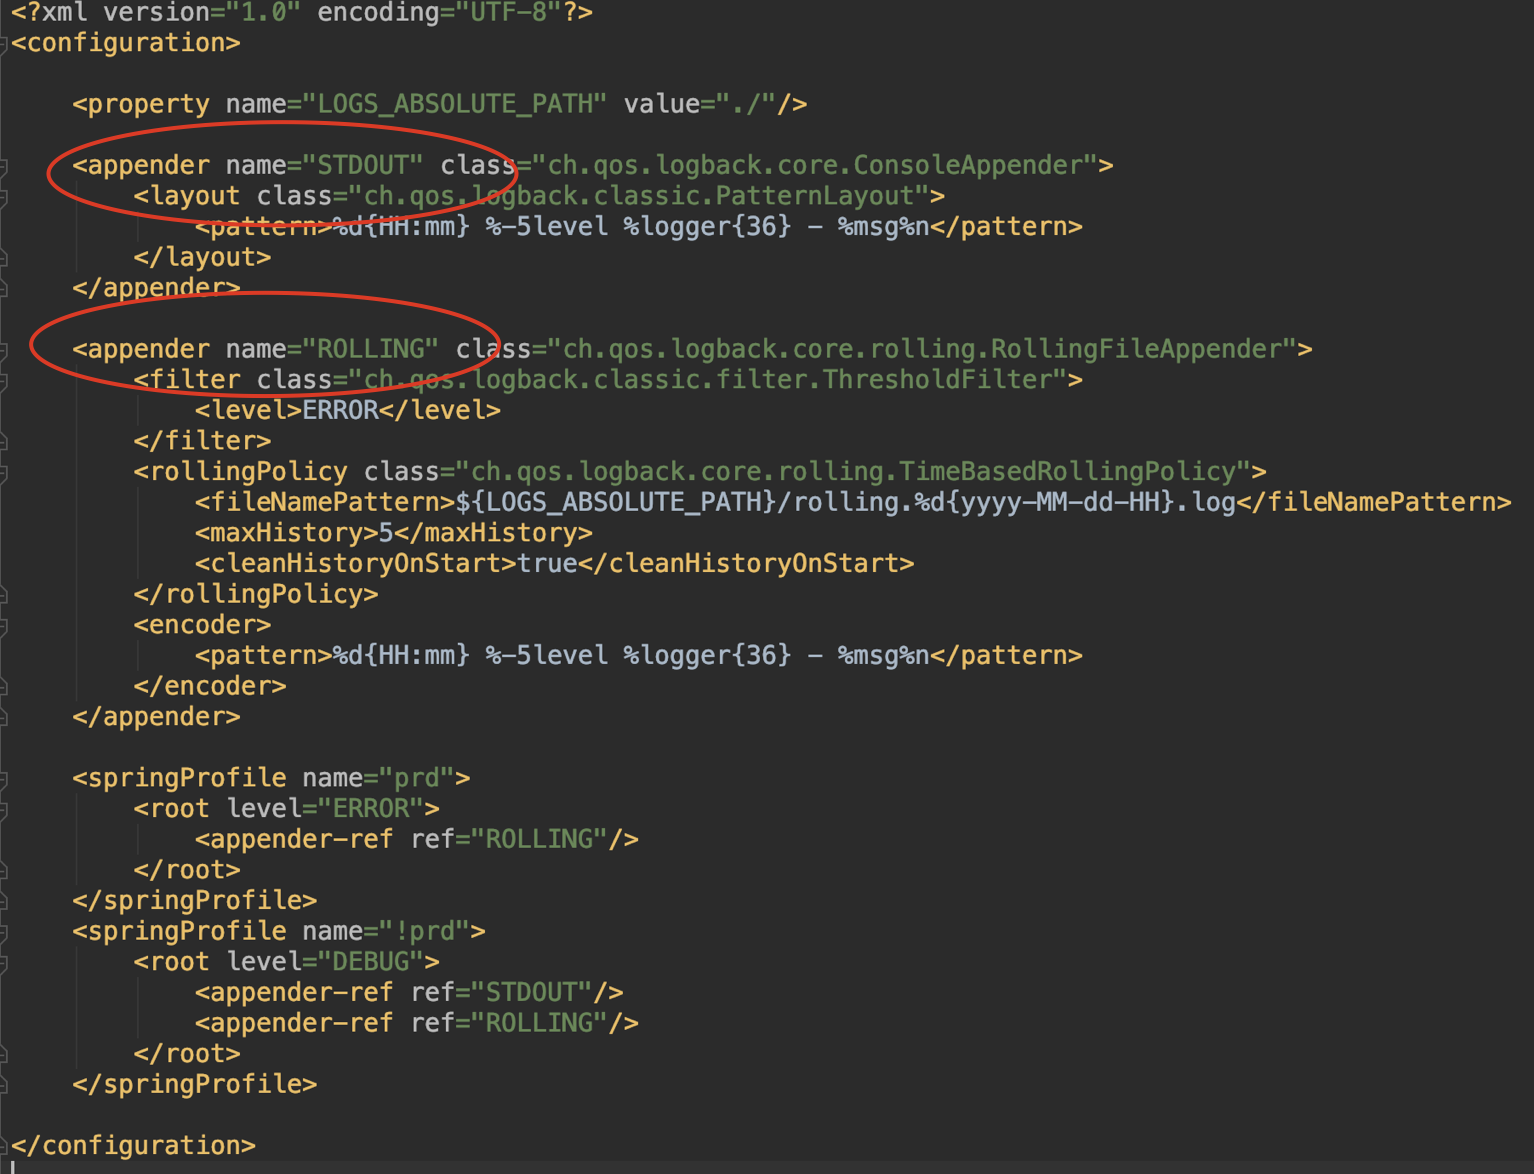 <?xml version="1.0" encoding="UTF-8"?>
<configuration>
<property name="LOGS_ABSOLUTE_PATH" value="./"/>
<appender name="STDOUT" class="ch.qos.logback.core.ConsoleAppender">
<layout class="ch.qos.logback.classic.PatternLayout">
<pattern>%d{HH:mm} %-5level %logger{36} - %msg%n</pattern>
</layout>
</appender>
<appender name="ROLLING" class="ch.qos.logback.core.rolling.RollingFileAppender">
<filter class="ch.qos.logback.classic.filter.ThresholdFilter">
<level>ERROR</level>
</filter>
<rollingPolicy class="ch.qos.logback.core.rolling.TimeBasedRollingPolicy">
<fileNamePattern>${LOGS_ABSOLUTE_PATH}/rolling.%d{yyyy-MM-dd-HH}.log</fileNamePattern>
<maxHistory>5</maxHistory>
<cleanHistoryOnStart>true</cleanHistoryOnStart>
</rollingPolicy>
<encoder>
<pattern>%d{HH:mm} %-5level %logger{36} - %msg%n</pattern>
</encoder>
</appender>
<springProfile name="prd">
<root level="ERROR">
<appender-ref ref="ROLLING"/>
</root>
</springProfile>
<springProfile name="!prd">
<root level="DEBUG">
<appender-ref ref="STDOUT"/>
<appender-ref ref="ROLLING"/>
</root>
</springProfile>
</configuration>